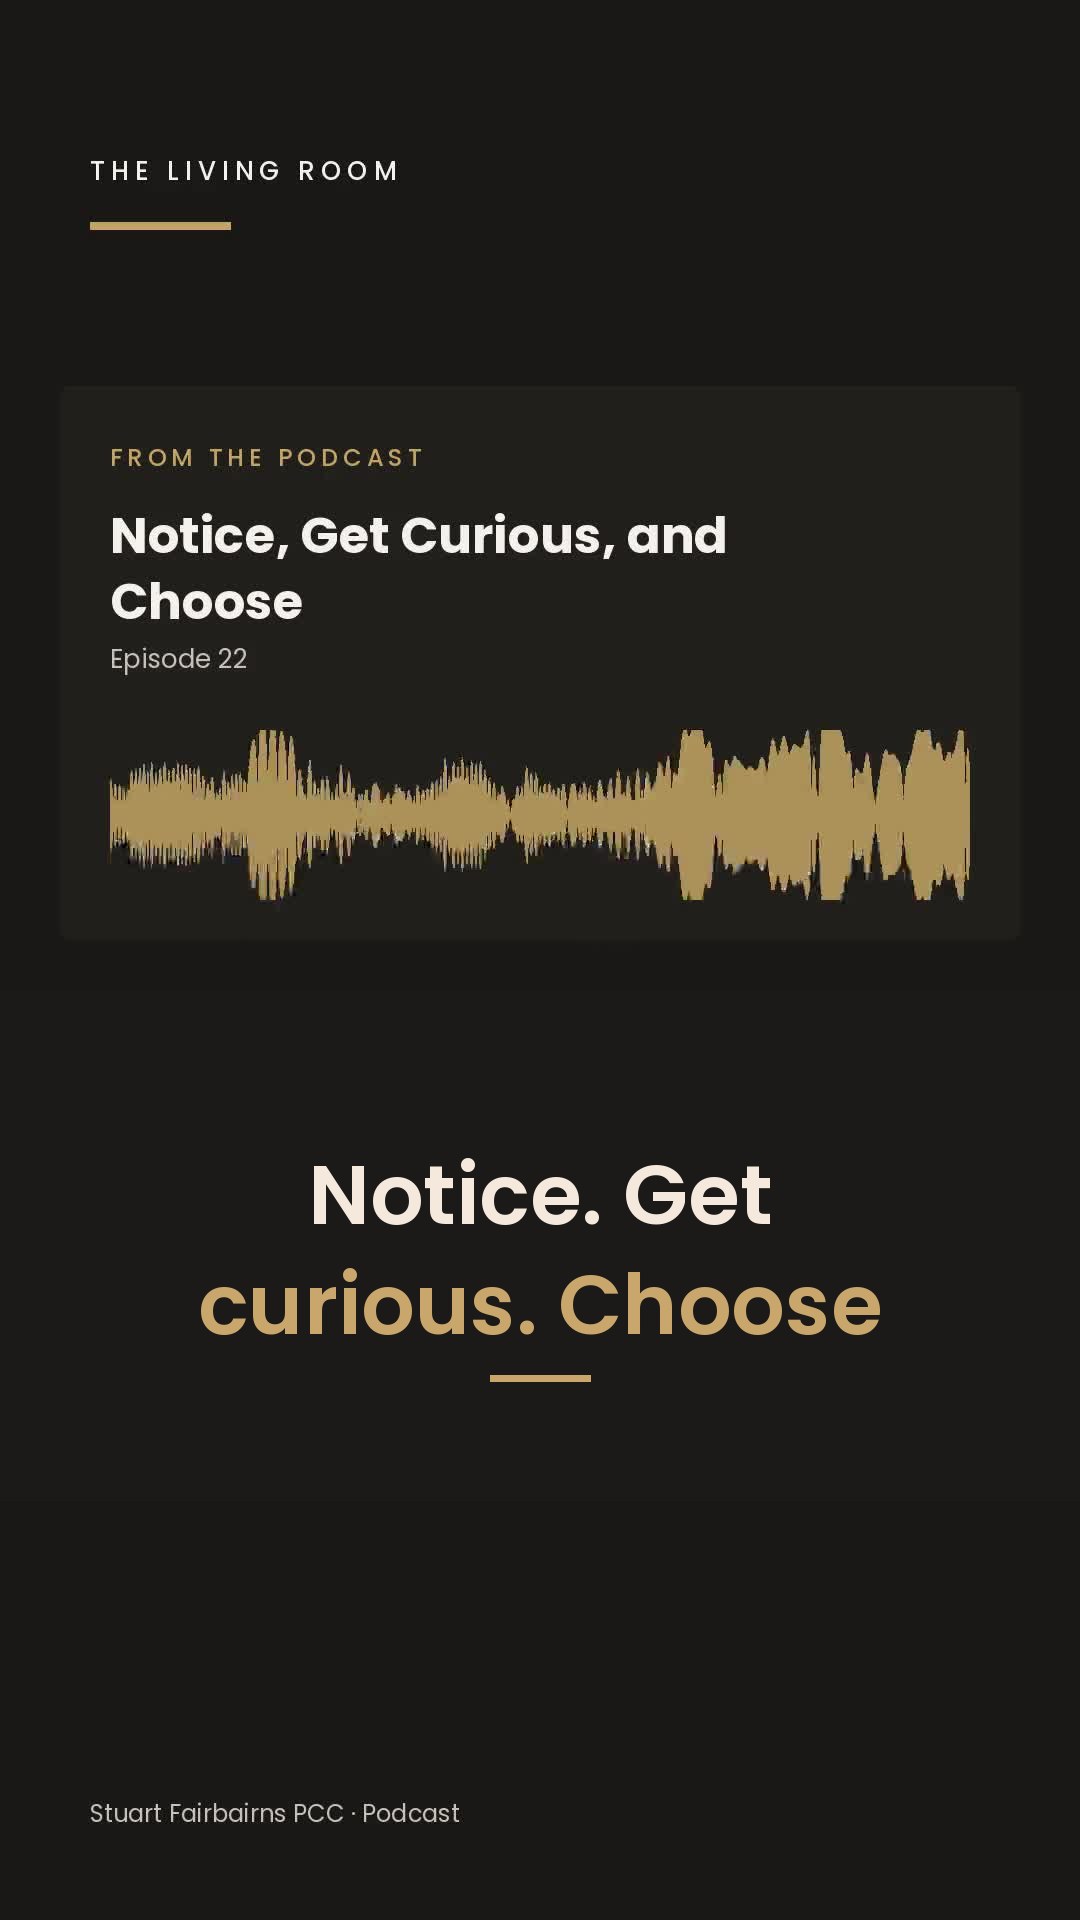 THE LIVING ROOM
FROM THE PODCAST
Notice, Get Curious, and
Choose
Episode 22
Notice. Get
curious. Choose
Stuart Fairbairns PCC · Podcast